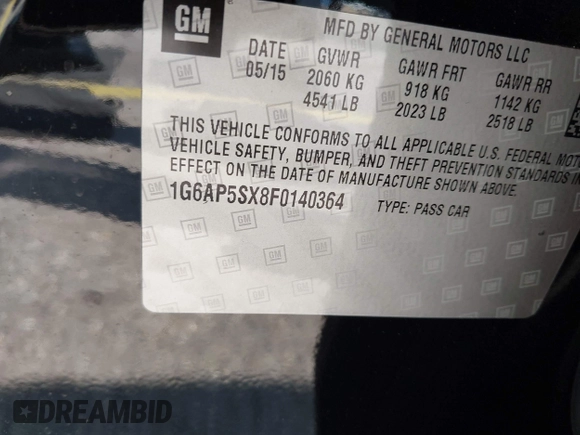 GM
MFD BY GENERAL MOTORS LLC
DATE GVWR GAWR FRT GAWR RR
05/15 2060 KG 918 KG 1142 KG
4541 LB 2023 LB 2518 LB
THIS VEHICLE CONFORMS TO ALL APPLICABLE U.S. FEDERAL MOT
VEHICLE SAFETY, BUMPER, AND THEFT PREVENTION STANDARDS IN
EFFECT ON THE DATE OF MANUFACTURE SHOWN ABOVE.
1G6AP5SX8F0140364 TYPE: PASS CAR
DREAMBID